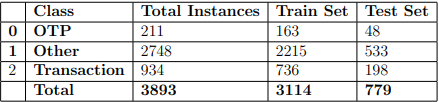 Class Total Instances Train Set Test Set
0 OTP 211 163 48
1 Other 2748 2215 533
2 Transaction 934 736 198
Total 3893 3114 779